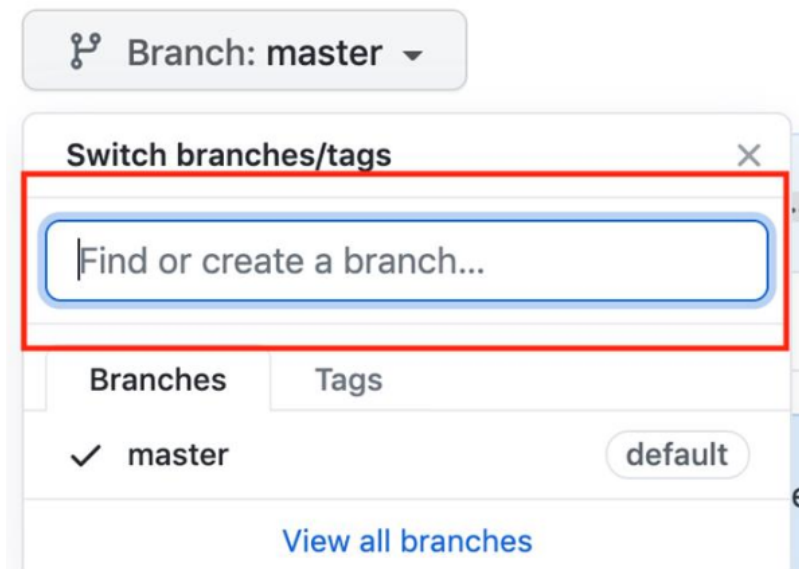 Branch: master
Switch branches/tags
Find or create a branch...
Branches Tags
master default
View all branches